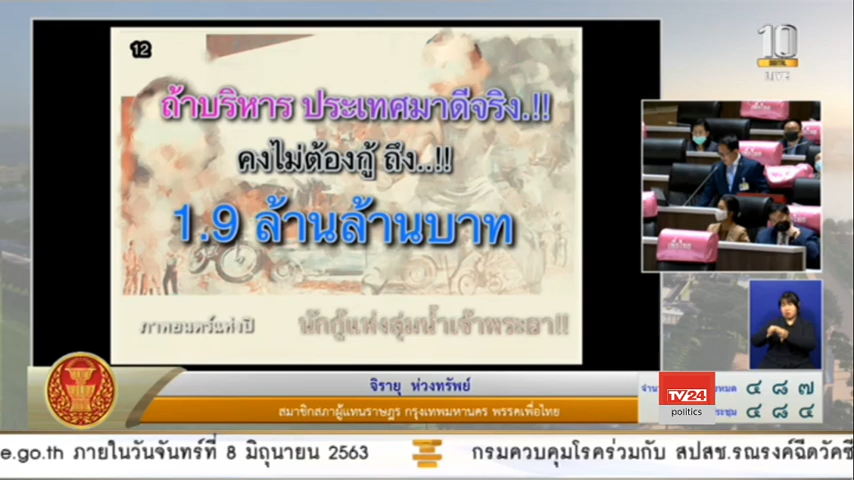 12
10
DIGITAL
LIVE
ถ้าบริหาร ประเทศมาดีจริง.!!
คงไม่ต้องกู้ ถึง..!!
1.9 ล้านล้านบาท
ภาพยนตร์แห่งปี
นักกู้แห่งลุ่มน้ำเจ้าพระยา!!
เพื่อไทย
จิรายุ ห่วงทรัพย์
สมาชิกสภาผู้แทนราษฎร กรุงเทพมหานคร พรรคเพื่อไทย
TV24
politics
๔ ๘ ๗
๔ ๘ ๔
e.go.th ภายในวันจันทร์ที่ 8 มิถุนายน 2563
กรมควบคุมโรคร่วมกับ สปสช.รณรงค์ฉีดวัคซี